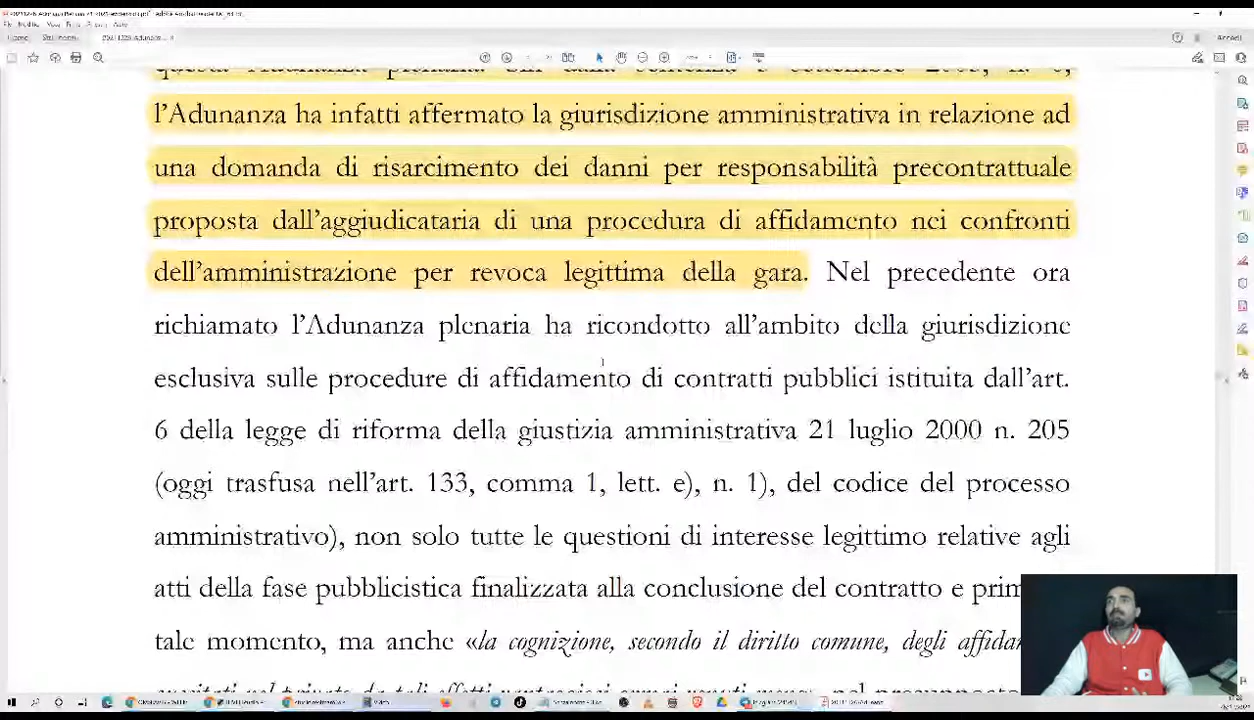 l'Adunanza ha infatti affermato la giurisdizione amministrativa in relazione ad
una domanda di risarcimento dei danni per responsabilità precontrattuale
proposta dall'aggiudicataria di una procedura di affidamento nei confronti
dell'amministrazione per revoca legittima della gara. Nel precedente ora
richiamato l'Adunanza plenaria ha ricondotto all'ambito della giurisdizione
esclusiva sulle procedure di affidamento di contratti pubblici istituita dall'art.
6 della legge di riforma della giustizia amministrativa 21 luglio 2000 n. 205
(oggi trasfusa nell'art. 133, comma 1, lett. e), n. 1), del codice del processo
amministrativo), non solo tutte le questioni di interesse legittimo relative agli
atti della fase pubblicistica finalizzata alla conclusione del contratto e prim
tale momento, ma anche «la cognizione, secondo il diritto comune, degli affida